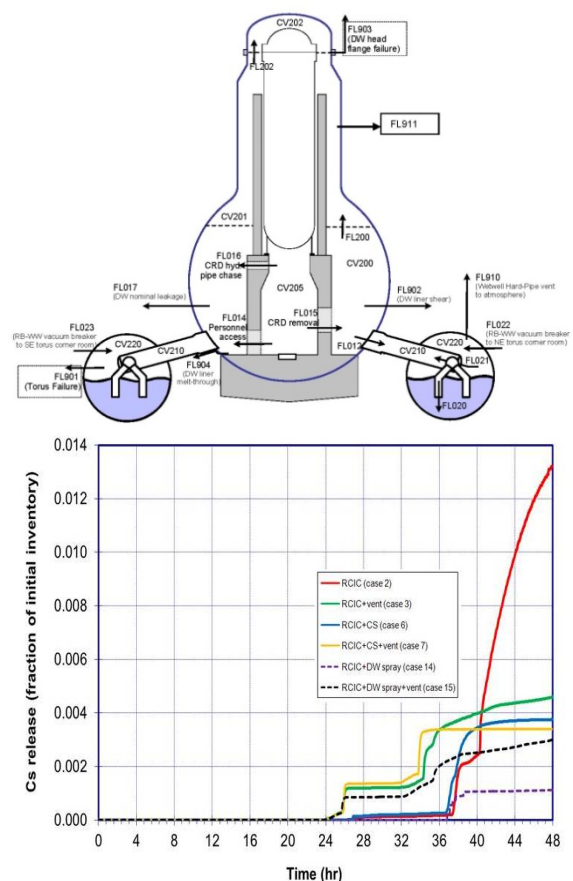 CV202
FL903
(DW head
flange failure)
FL202
FL911
CV201
FL200
CV200
FL016
CRD hyd
pipe chase
CV205
FL017
(DW nominal leakage)
FL014
Personnel
access
FL015
CRD removal
FL902
(DW liner shear)
FL910
(Wetwell Hard-Pipe vent
to atmosphere)
FL023
(RB-WW vacuum breaker
to SE torus corner room)
FL022
(RB-WW vacuum breaker
to NE torus corner room)
CV220
CV210
FL012
CV210
CV220
FL021
FL901
(Torus Failure)
FL904
(DW liner
melt-through)
FL020
Cs release (fraction of initial inventory)
0.014
0.012
0.010
0.008
0.006
0.004
0.002
0.000
RCIC (case 2)
RCIC+vent (case 3)
RCIC+CS (case 6)
RCIC+CS+vent (case 7)
RCIC+DW spray (case 14)
RCIC+DW spray+vent (case 15)
0 4 8 12 16 20 24 28 32 36 40 44 48
Time (hr)